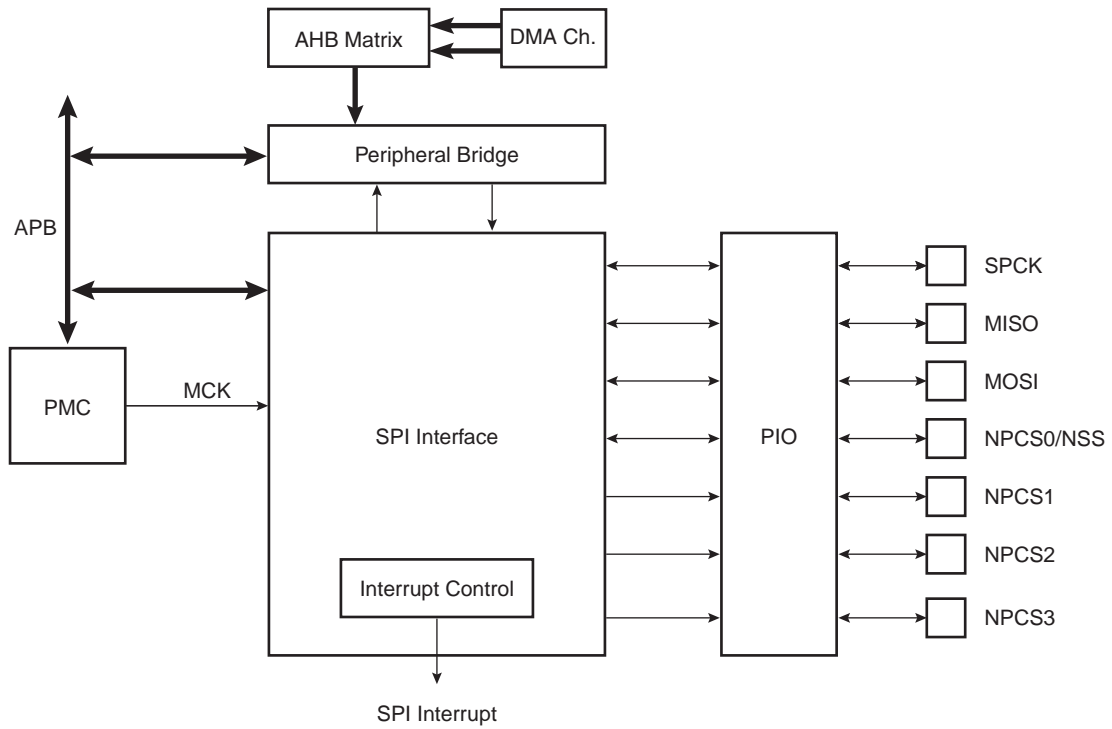 AHB Matrix
DMA Ch.
Peripheral Bridge
APB
PMC
MCK
SPI Interface
Interrupt Control
SPI Interrupt
PIO
SPCK
MISO
MOSI
NPCS0/NSS
NPCS1
NPCS2
NPCS3